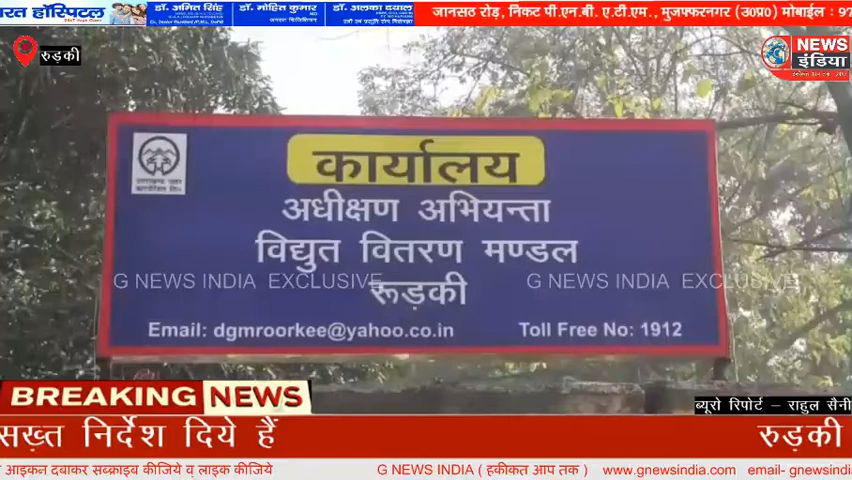 रत हॉस्पिटल
डॉ. अमित सिंह
डॉ. मोहित कुमार
डॉ. अलका दयाल
जानसठ रोड़, निकट पी.एन.बी. ए.टी.एम., मुजफ्फरनगर (उ0प्र0) मोबाईल : 97
रुड़की
NEWS
इंडिया
कार्यालय
अधीक्षण अभियन्ता
विद्युत वितरण मण्डल
रूड़की
G NEWS INDIA EXCLUSIVE
G NEWS INDIA EXCLUSIVE
Email: dgmroorkee@yahoo.co.in
Toll Free No: 1912
BREAKING NEWS
ब्यूरो रिपोर्ट – राहुल सैनी
सख़्त निर्देश दिये हैं
रुड़की
आइकन दबाकर सब्क्राइब कीजिये व् लाइक कीजिये
G NEWS INDIA ( हकीकत आप तक )
www.gnewsindia.com
email- gnewsindia